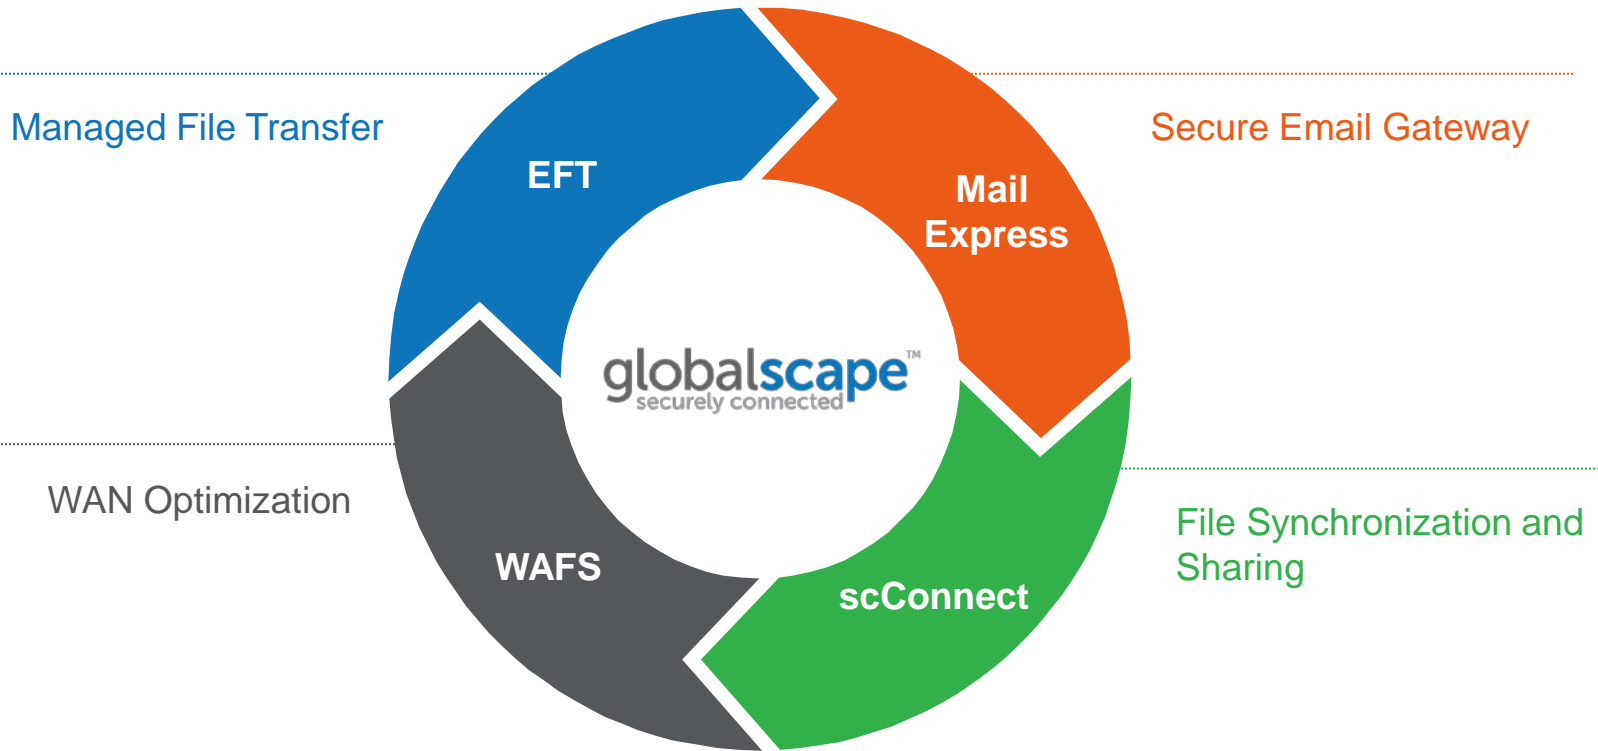 Managed File Transfer
EFT
Mail
Express
Secure Email Gateway
globalscape™
securely connected
WAN Optimization
WAFS
scConnect
File Synchronization and
Sharing